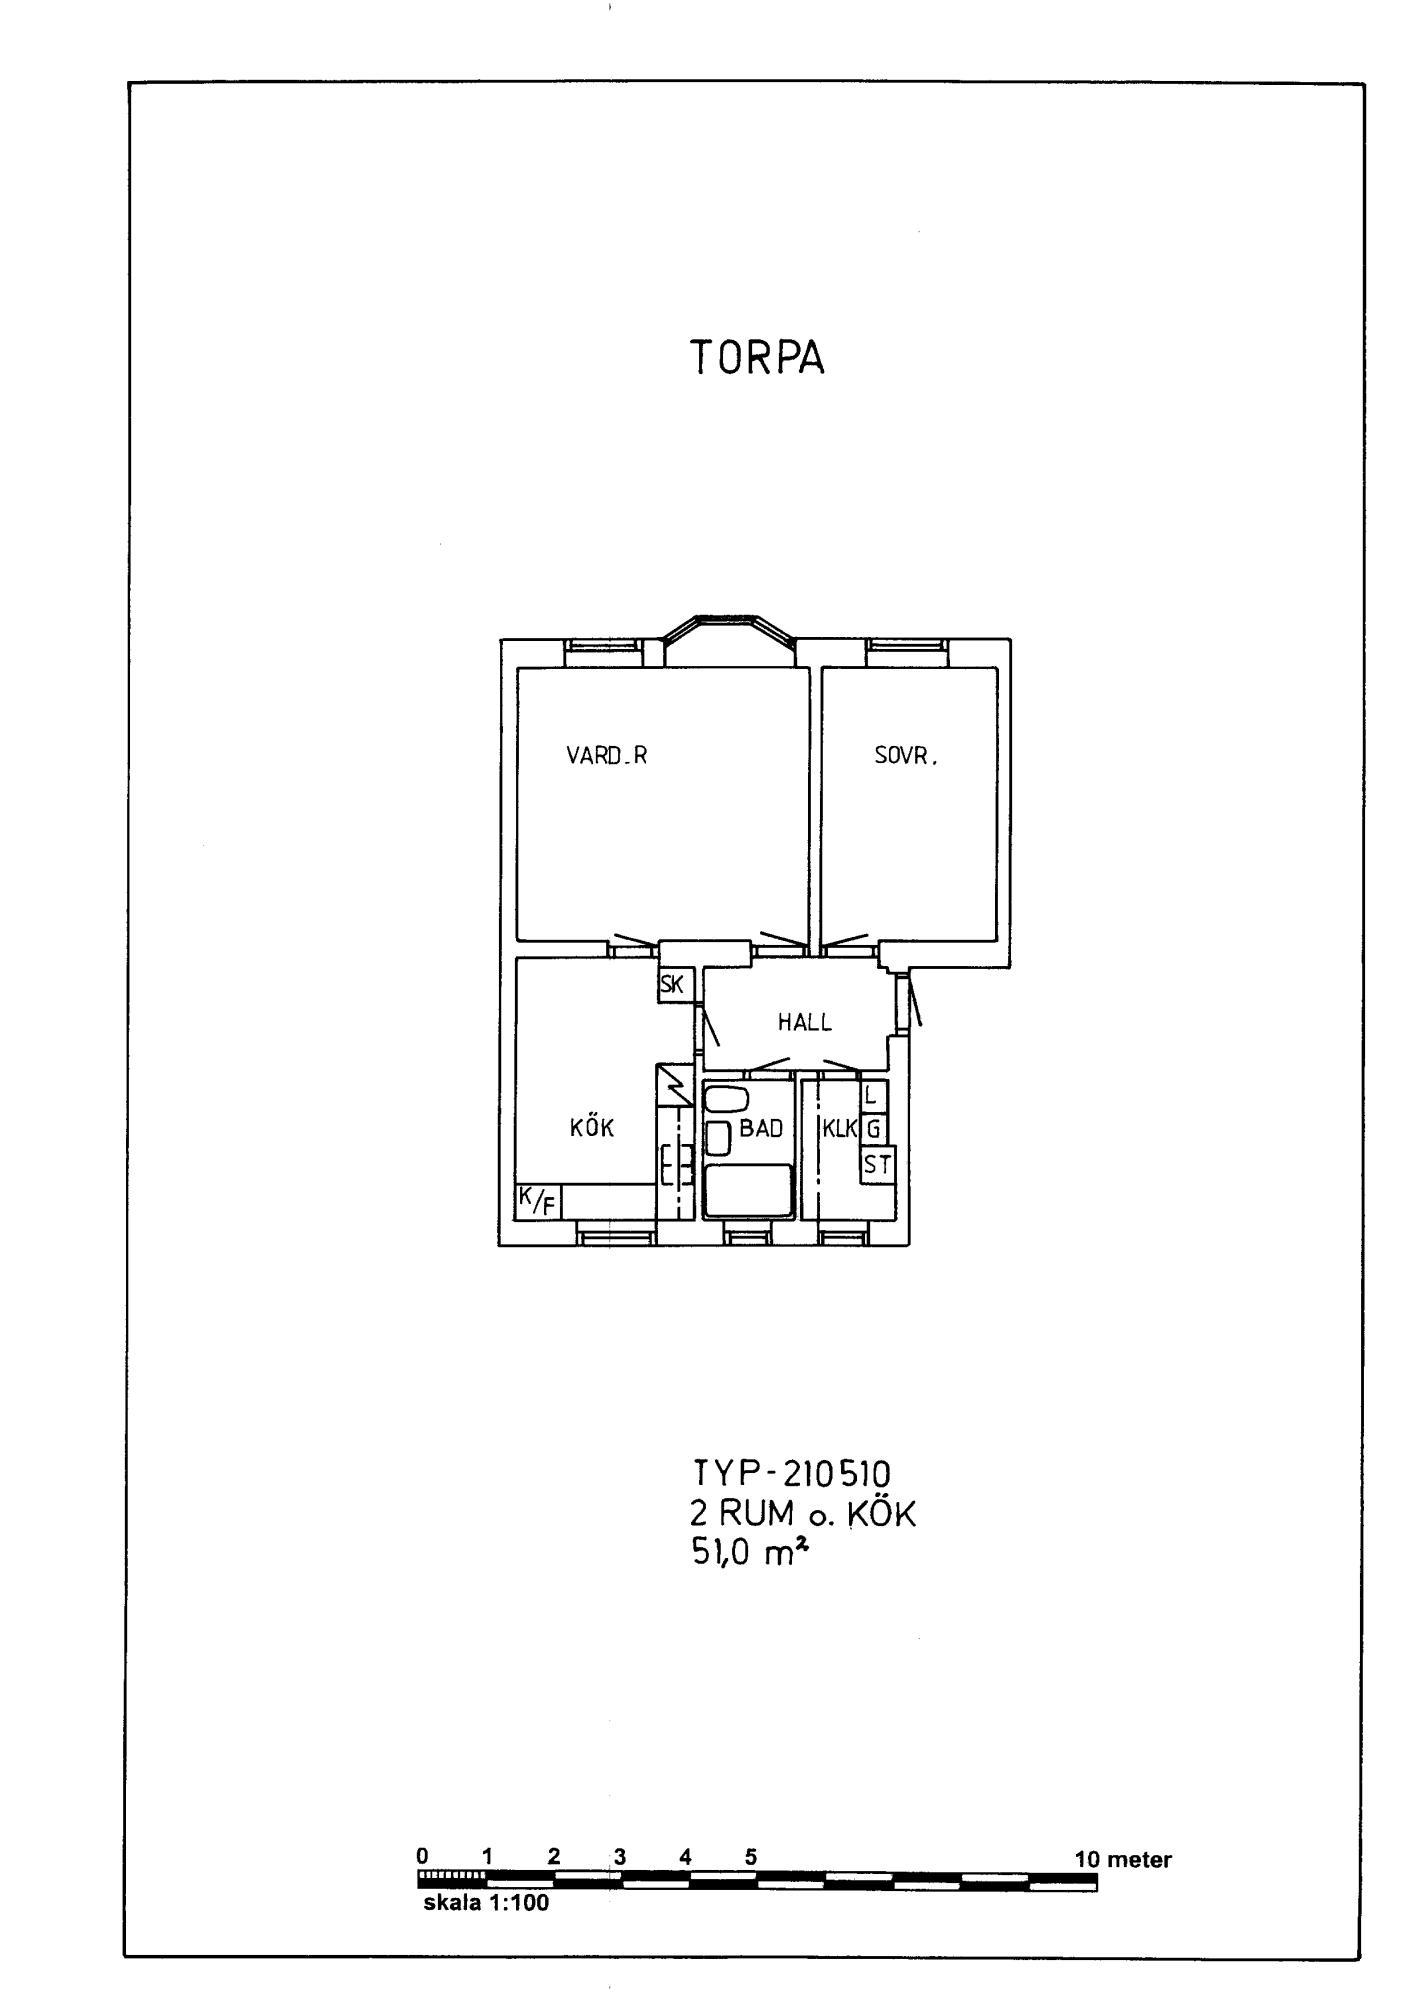 TORPA
VARD.R
SOVR.
SK
HALL
L
KÖK
BAD
KLK
G
ST
K/F
TYP-210510
2 RUM o. KÖK
51,0 m²
0 1 2 3 4 5 10 meter
skala 1:100